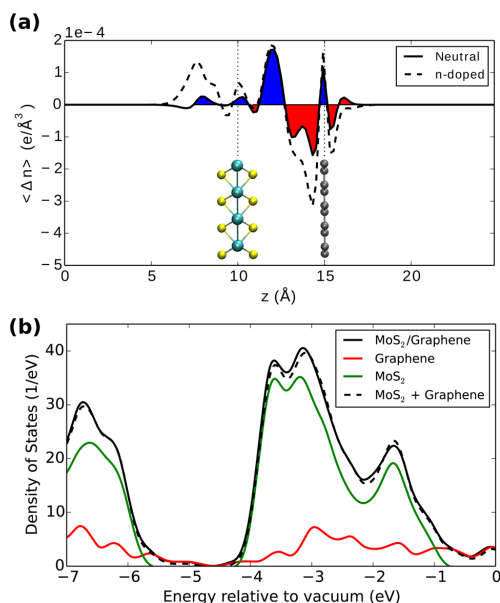 (a)
1e−4
2
1
0
−1
−2
−3
−4
−5
<Δn> (e/Å³)
Neutral
n-doped
0
5
10
15
20
z (Å)
(b)
40
30
20
10
0
Density of States (1/eV)
MoS₂/Graphene
Graphene
MoS₂
MoS₂ + Graphene
−7
−6
−5
−4
−3
−2
−1
0
Energy relative to vacuum (eV)